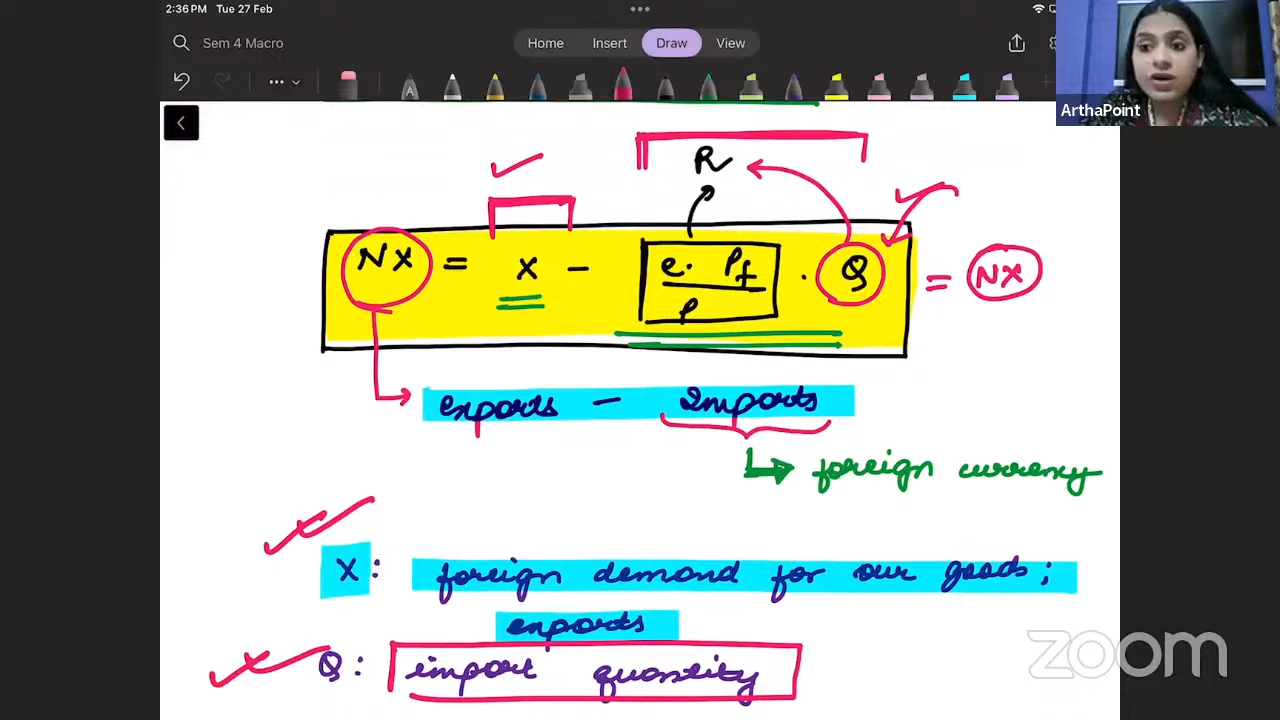 2:36 PM Tue 27 Feb
Sem 4 Macro
Home Insert Draw View
A
ArthaPoint
R
NX = X - e. Pf / P . Q = NX
exports - Imports
foreign currency
X: foreign demand for our goods;
exports
Q: import quantity
zoom